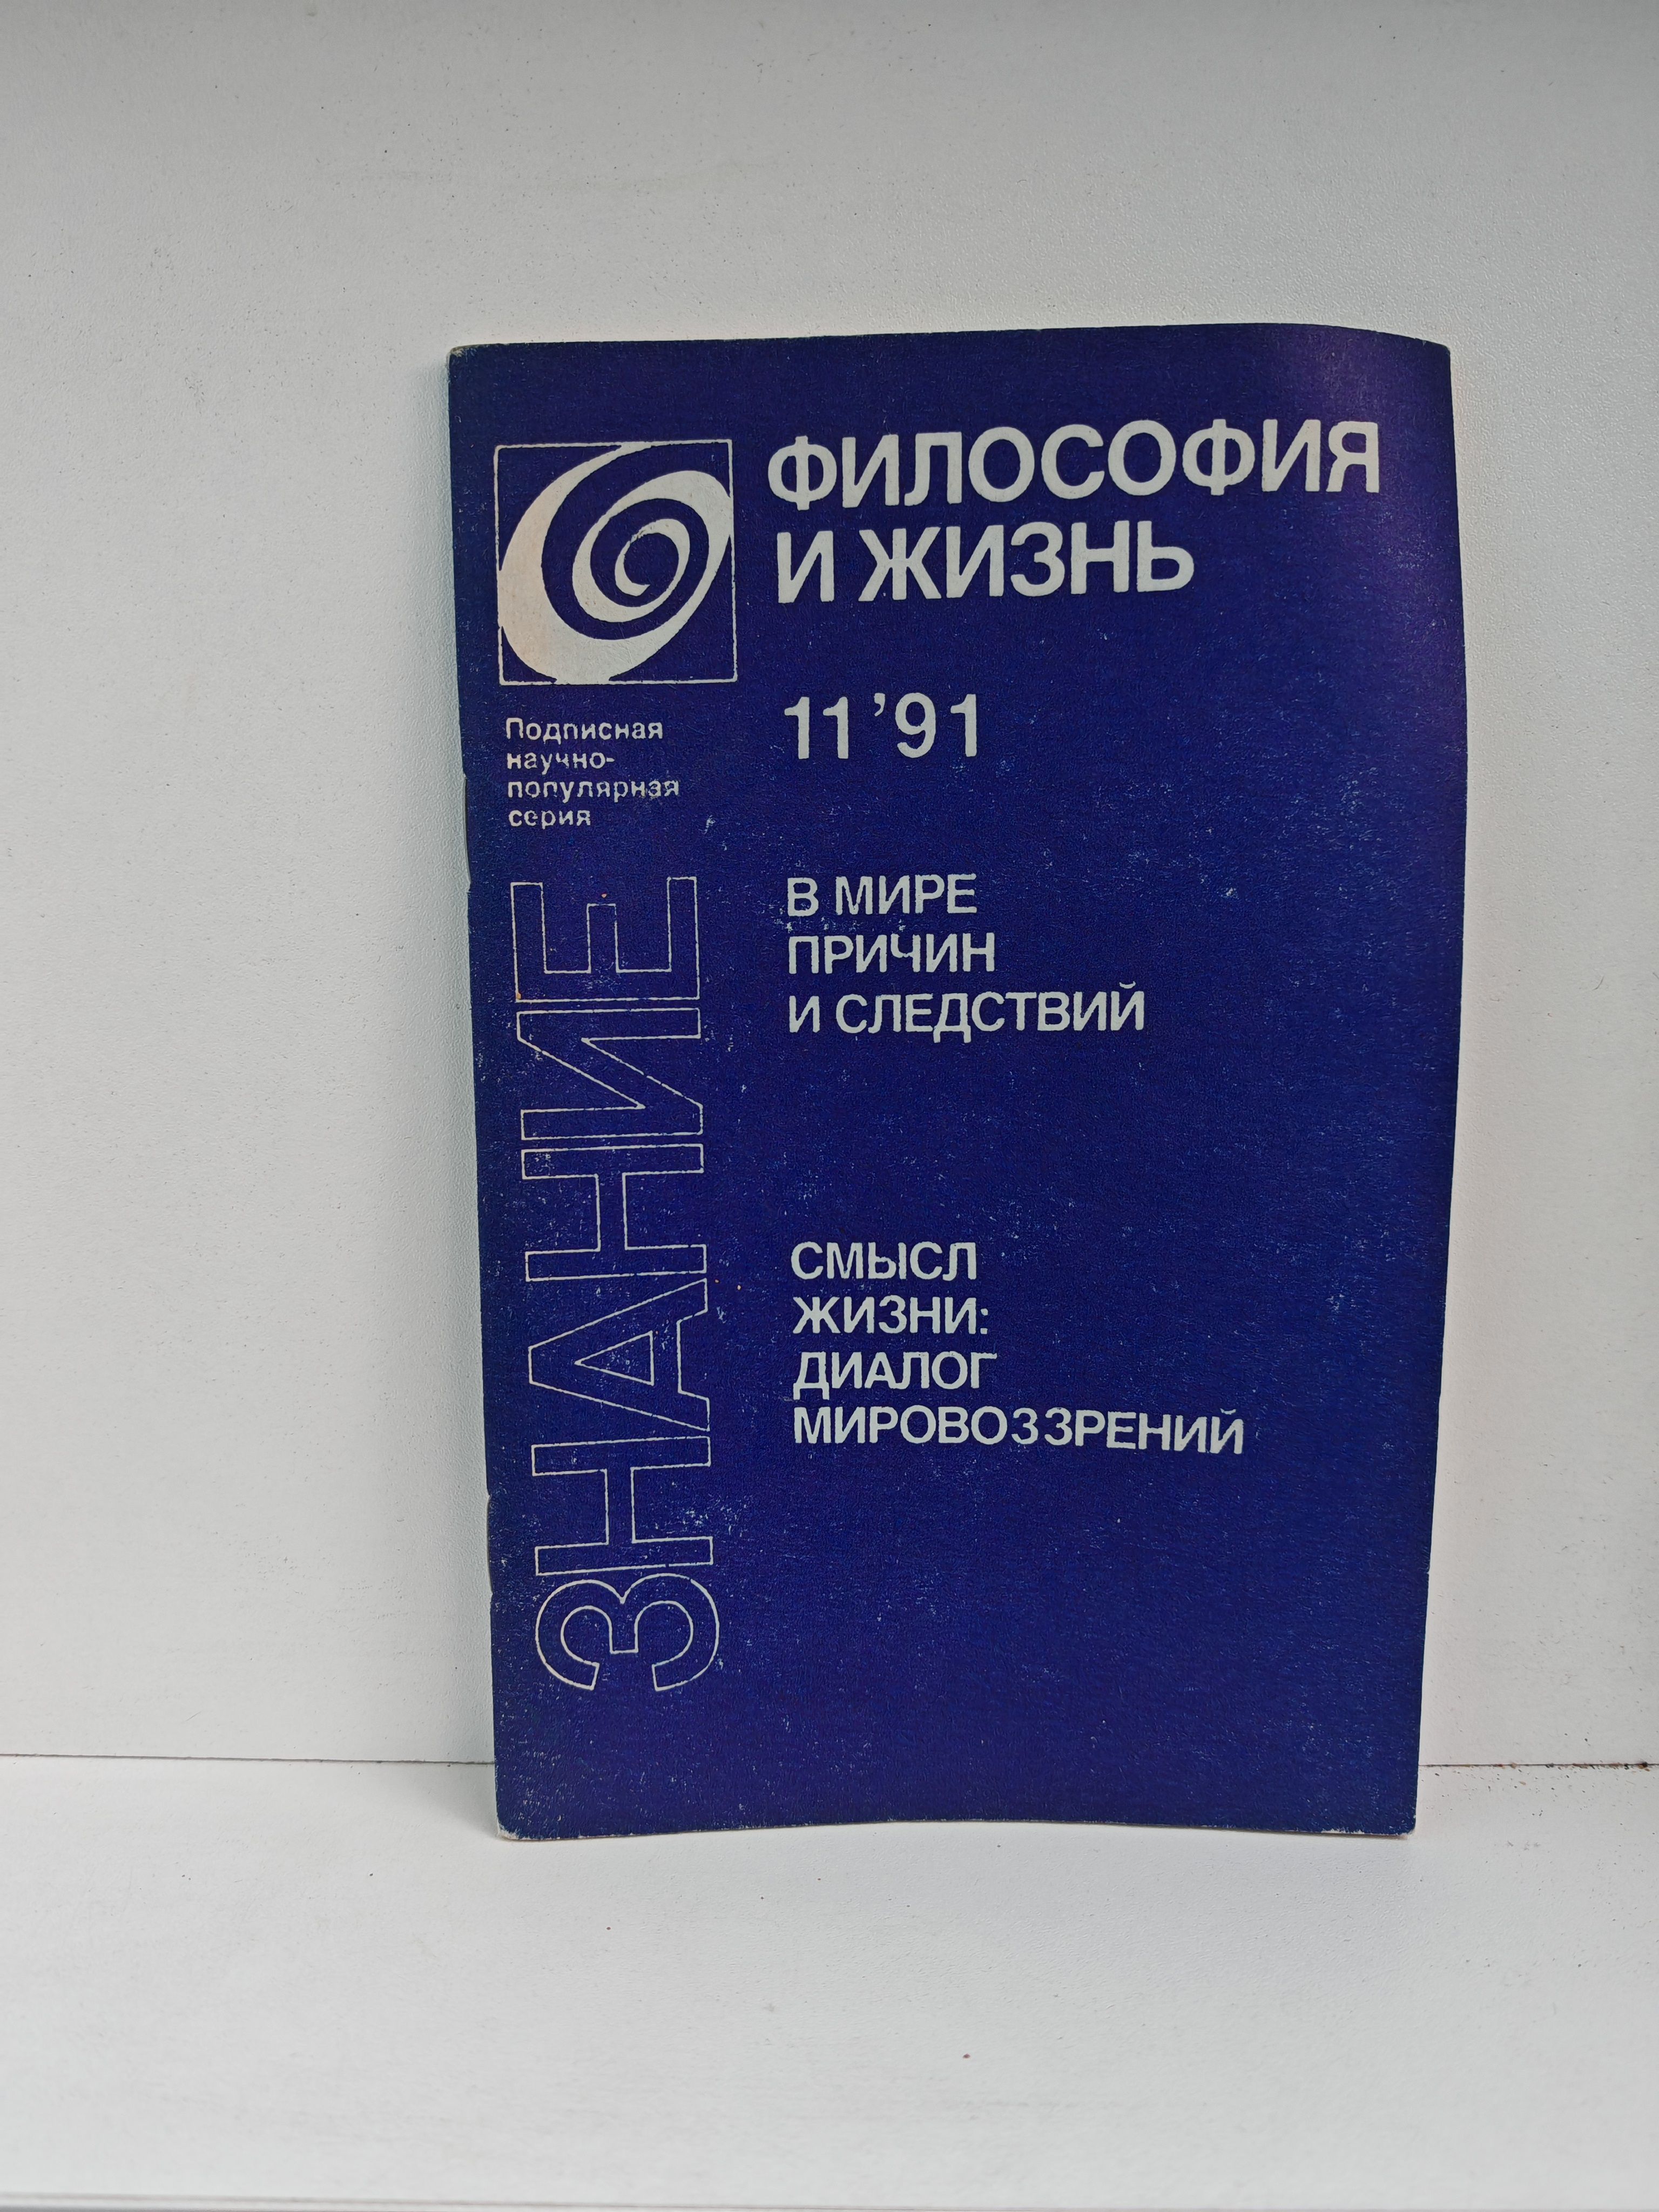 ФИЛОСОФИЯ
И ЖИЗНЬ
11'91
Подписная
научно-
популярная
серия
ЗНАНИЕ
В МИРЕ
ПРИЧИН
И СЛЕДСТВИЙ
СМЫСЛ
ЖИЗНИ:
ДИАЛОГ
МИРОВОЗЗРЕНИЙ